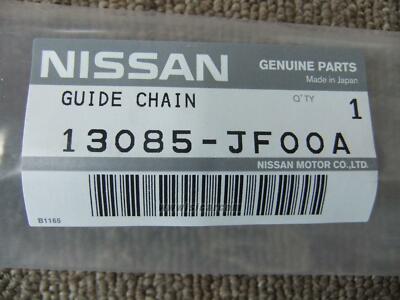 NISSAN
GENUINE PARTS
Made in Japan
GUIDE CHAIN
Q'TY
1
13085-JF00A
NISSAN MOTOR CO.,LTD.
B1165